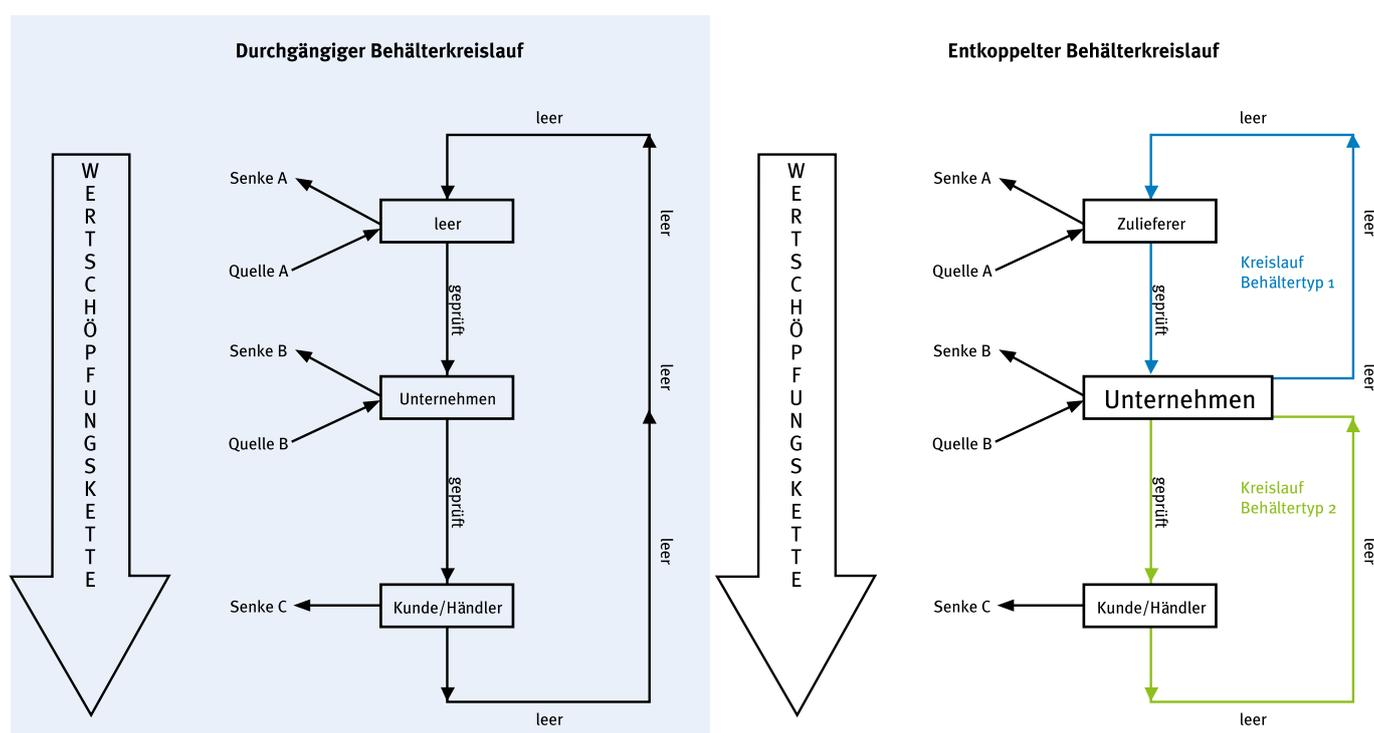 Durchgängiger Behälterkreislauf
WERTSCHÖPFUNGSKETTE
leer
Senke A
leer
Quelle A
leer
geprüft
Senke B
Unternehmen
Quelle B
leer
geprüft
leer
Senke C
Kunde/Händler
leer
Entkoppelter Behälterkreislauf
WERTSCHÖPFUNGSKETTE
leer
Senke A
Zulieferer
Quelle A
leer
Kreislauf
Behältertyp 1
geprüft
Senke B
Unternehmen
Quelle B
leer
Kreislauf
Behältertyp 2
geprüft
leer
Senke C
Kunde/Händler
leer